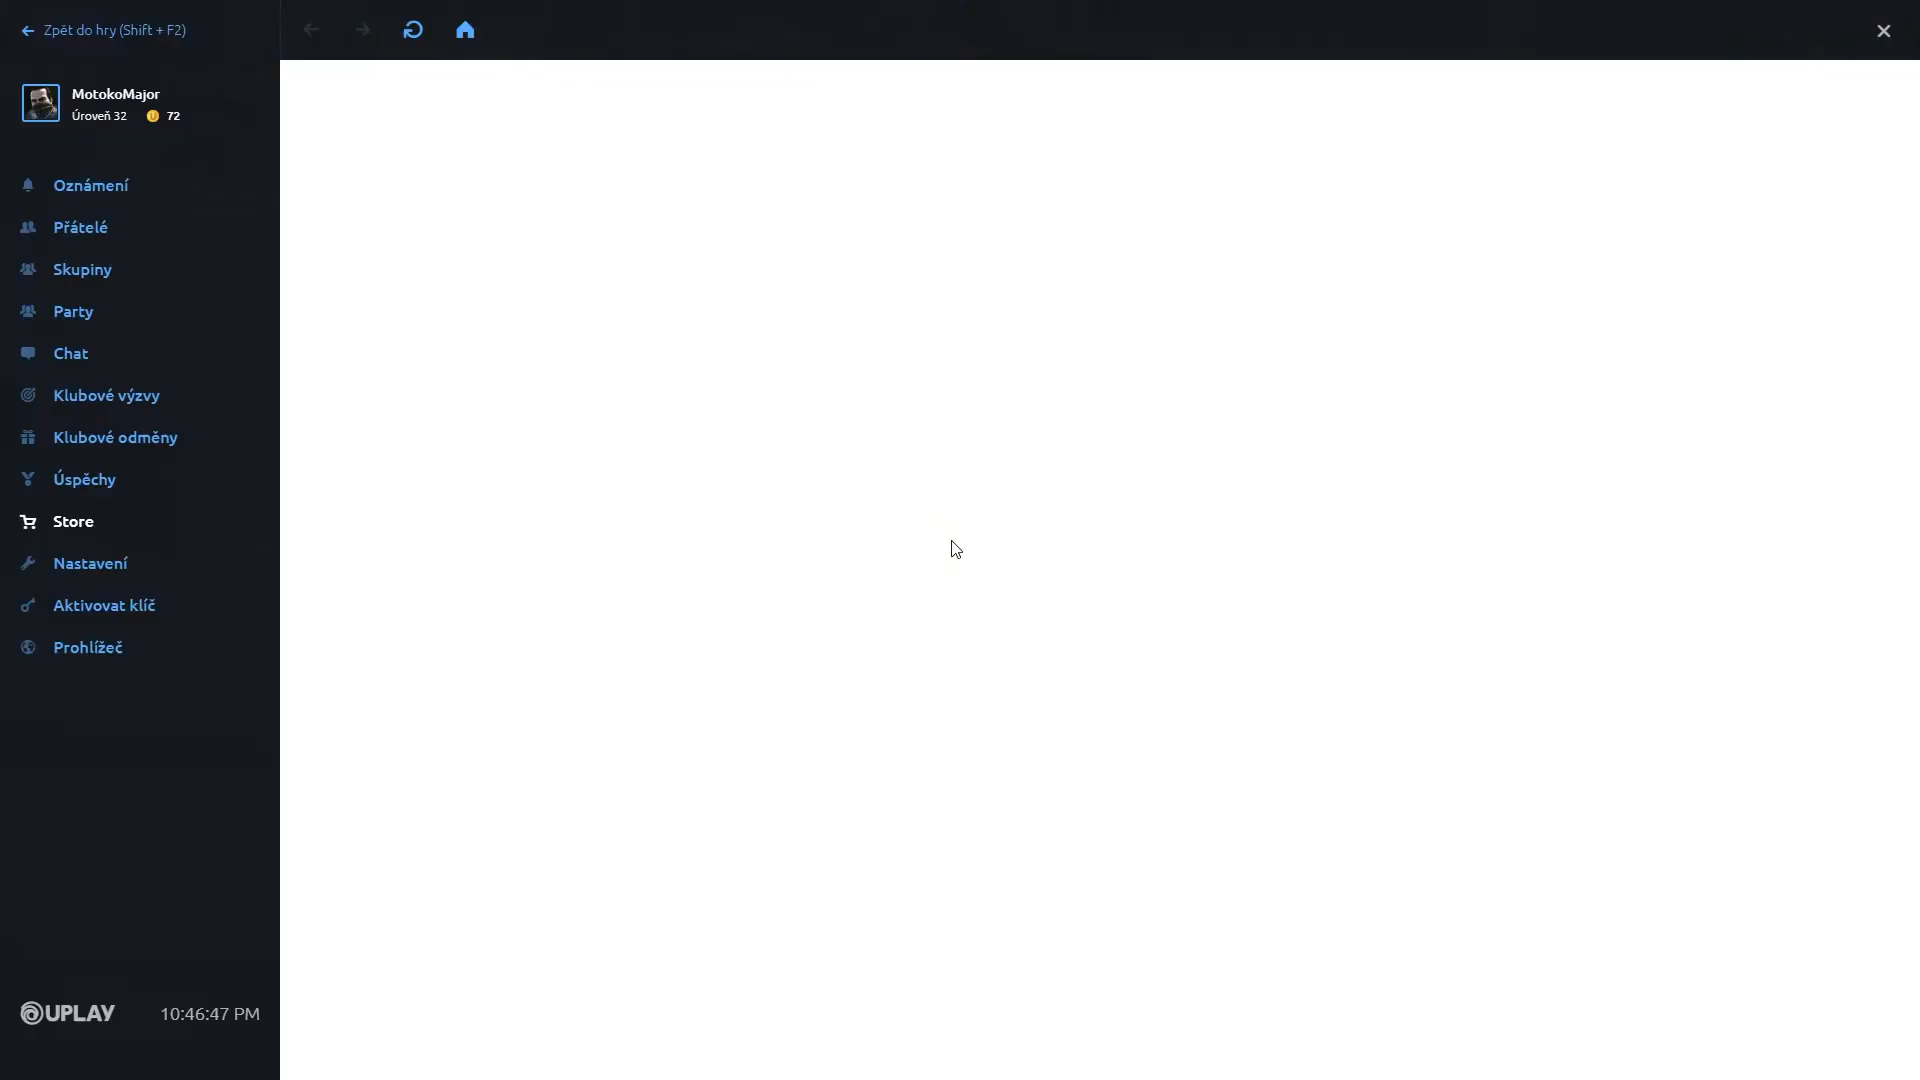 Zpět do hry (Shift + F2)
MotokoMajor
Úroveň 32 72
Oznámení
Přátelé
Skupiny
Party
Chat
Klubové výzvy
Klubové odměny
Úspěchy
Store
Nastavení
Aktivovat klíč
Prohlížeč
UPLAY 10:46:47 PM